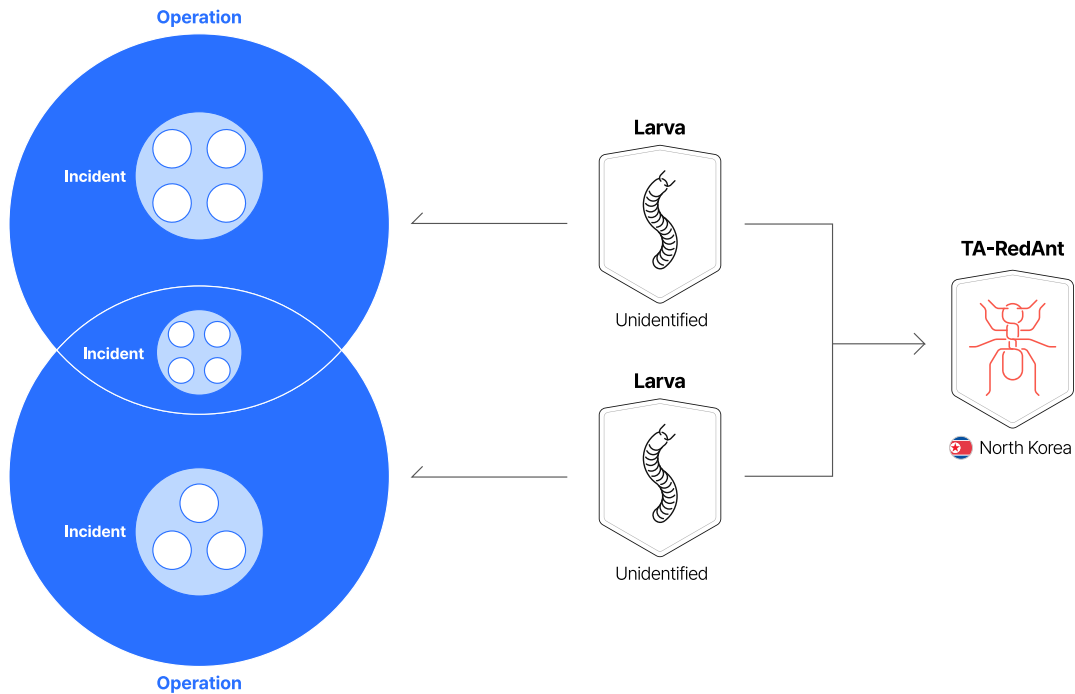 Operation
Incident
Incident
Incident
Operation
Larva
Unidentified
Larva
Unidentified
TA-RedAnt
North Korea